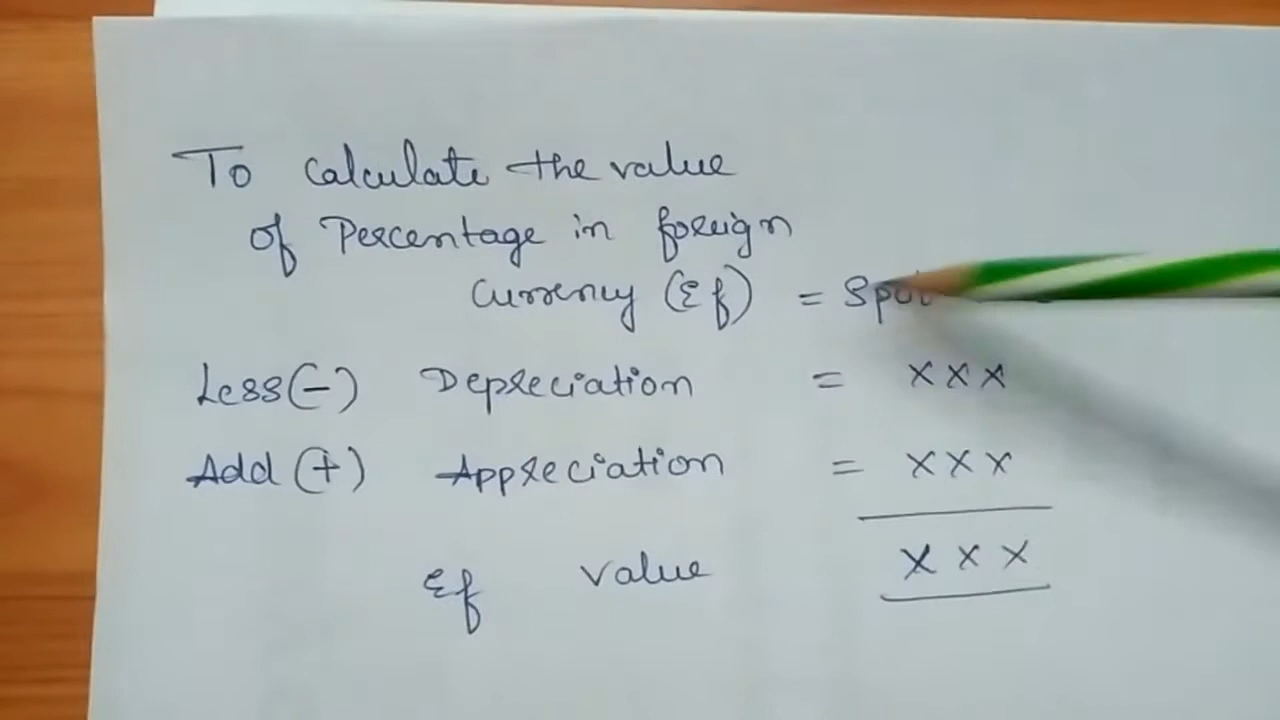 To calculate the value
of Percentage in foreign
Currency (Ef) = Spot
Less (-) Depreciation = XXX
Add (+) Appreciation = XXX
XXX
Ef value